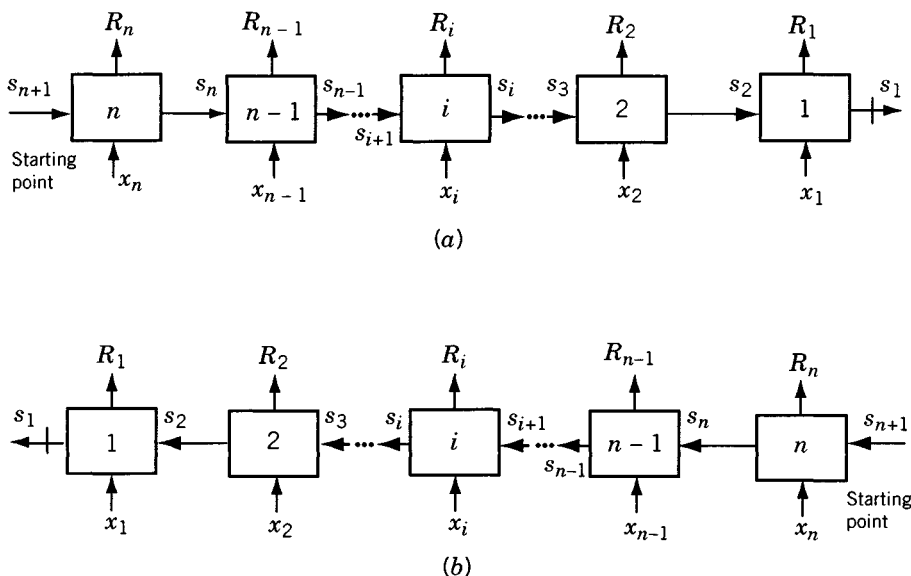 R_n R_{n-1} R_i R_2 R_1
s_{n+1} n s_n n – 1 s_{n-1} s_{i+1} i s_i s_3 2 s_2 1 s_1
Starting
point
x_n x_{n-1} x_i x_2 x_1
(a)
R_1 R_2 R_i R_{n-1} R_n
s_1 1 s_2 2 s_3 s_i i s_{i+1} s_{n-1} n – 1 s_n n s_{n+1}
Starting
point
x_1 x_2 x_i x_{n-1} x_n
(b)